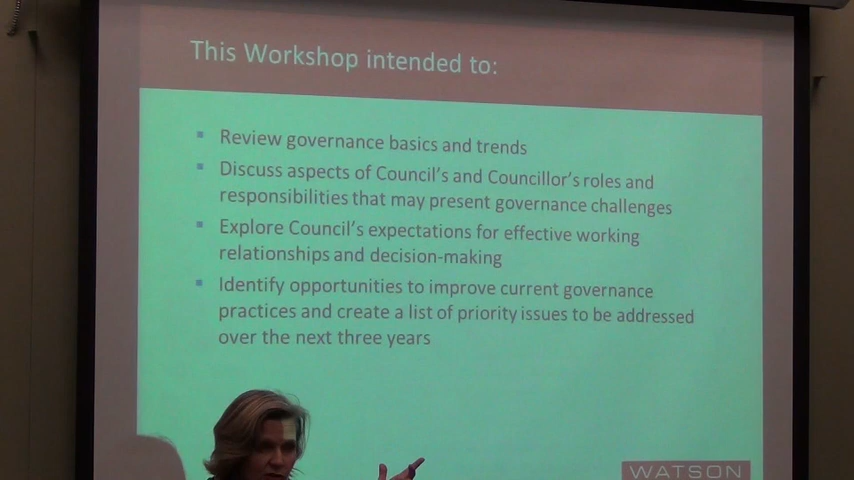 This Workshop intended to:
▪ Review governance basics and trends
▪ Discuss aspects of Council's and Councillor's roles and
responsibilities that may present governance challenges
▪ Explore Council's expectations for effective working
relationships and decision-making
▪ Identify opportunities to improve current governance
practices and create a list of priority issues to be addressed
over the next three years
WATSON